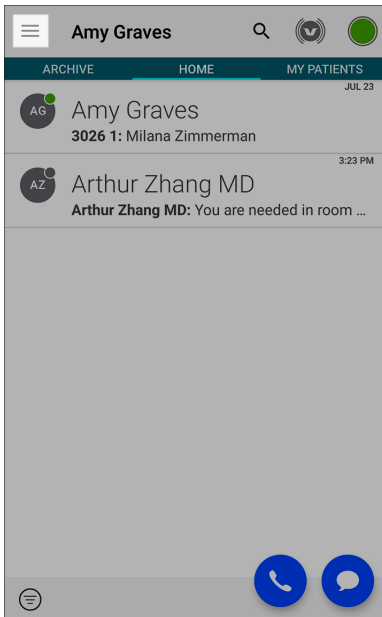 Amy Graves
ARCHIVE HOME MY PATIENTS
JUL 23
AG Amy Graves
3026 1: Milana Zimmerman
3:23 PM
AZ Arthur Zhang MD
Arthur Zhang MD: You are needed in room ...